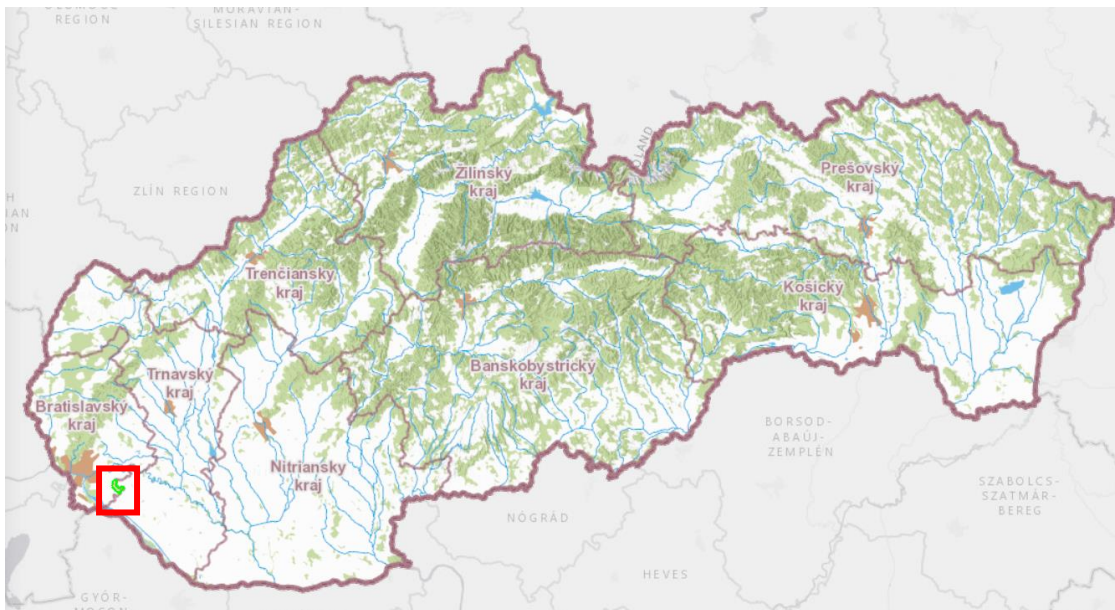 REGION
MORAVIAN-
SILESIAN REGION
ZLÍN REGION
Žilinský
kraj
Prešovský
kraj
Trenčiansky
kraj
Košický
kraj
Trnavský
kraj
Banskobystrický
kraj
Bratislavský
kraj
Nitriansky
kraj
BORSOD-
ABAÚJ-
ZEMPLÉN
SZABOLCS-
SZATMÁR-
BEREG
NÓGRÁD
HEVES
GYŐR-